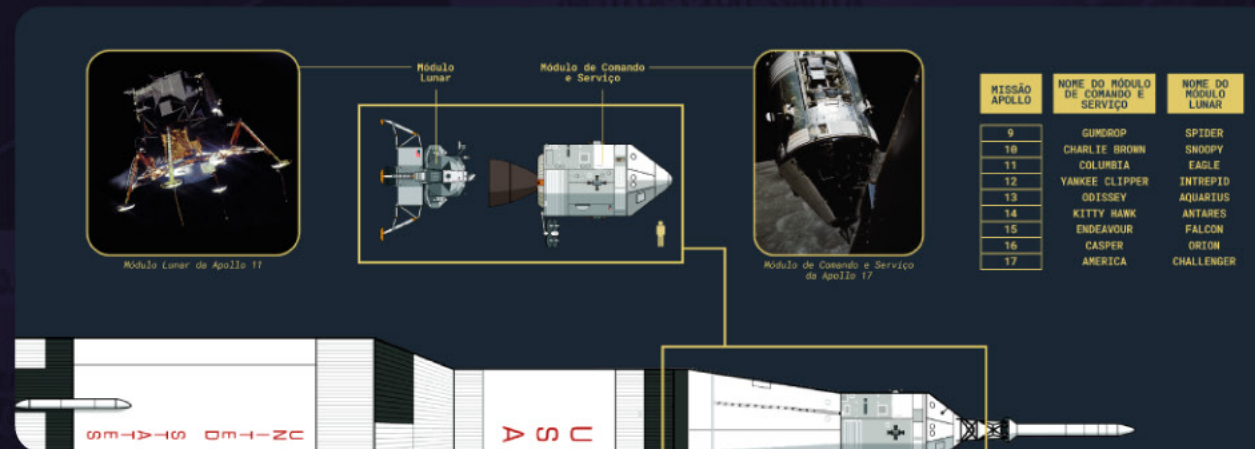 Módulo
Lunar
Módulo de Comando
e Serviço
Módulo Lunar da Apollo 11
Módulo de Comando e Serviço
da Apollo 17
MISSÃO
APOLLO
NOME DO MÓDULO
DE COMANDO E
SERVIÇO
NOME DO
MÓDULO
LUNAR
9 GUMDROP SPIDER
10 CHARLIE BROWN SNOOPY
11 COLUMBIA EAGLE
12 YANKEE CLIPPER INTREPID
13 ODISSEY AQUARIUS
14 KITTY HAWK ANTARES
15 ENDEAVOUR FALCON
16 CASPER ORION
17 AMERICA CHALLENGER
UNITED STATES
USA